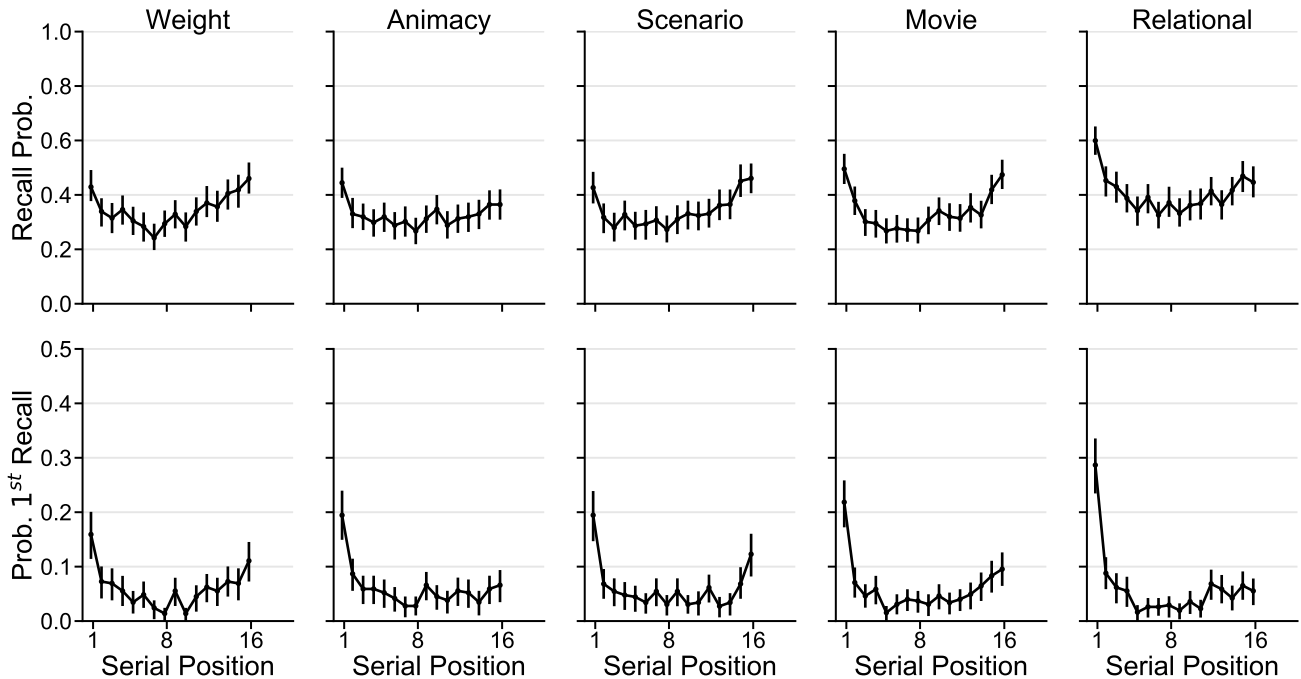 Weight Animacy Scenario Movie Relational
Recall Prob.
1.0
0.8
0.6
0.4
0.2
0.0
Prob. 1st Recall
0.5
0.4
0.3
0.2
0.1
0.0
1 8 16 1 8 16 1 8 16 1 8 16 1 8 16
Serial Position Serial Position Serial Position Serial Position Serial Position